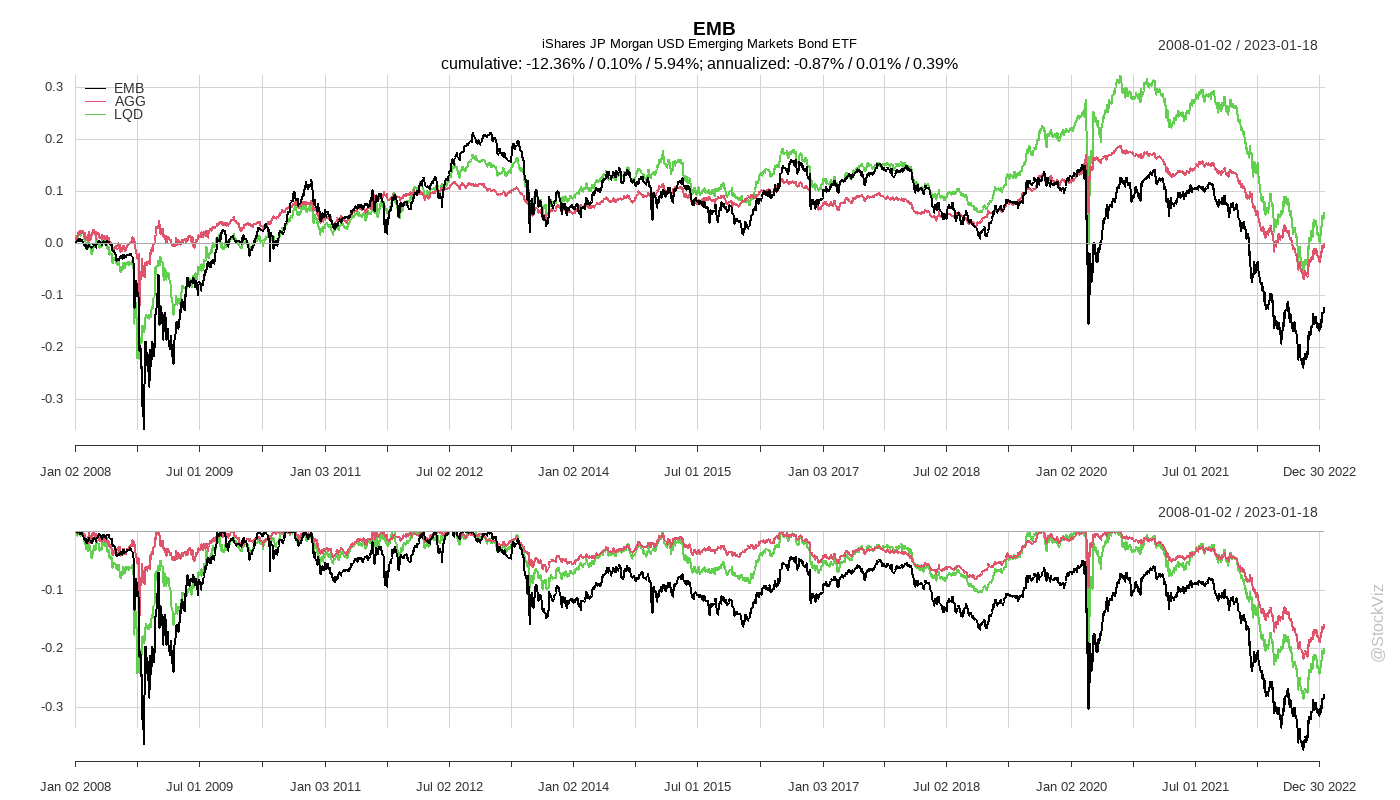 EMB
iShares JP Morgan USD Emerging Markets Bond ETF
2008-01-02 / 2023-01-18
cumulative: -12.36% / 0.10% / 5.94%; annualized: -0.87% / 0.01% / 0.39%
EMB
AGG
LQD
0.3
0.2
0.1
0.0
-0.1
-0.2
-0.3
Jan 02 2008 Jul 01 2009 Jan 03 2011 Jul 02 2012 Jan 02 2014 Jul 01 2015 Jan 03 2017 Jul 02 2018 Jan 02 2020 Jul 01 2021 Dec 30 2022
2008-01-02 / 2023-01-18
-0.1
-0.2
-0.3
Jan 02 2008 Jul 01 2009 Jan 03 2011 Jul 02 2012 Jan 02 2014 Jul 01 2015 Jan 03 2017 Jul 02 2018 Jan 02 2020 Jul 01 2021 Dec 30 2022
@StockViz